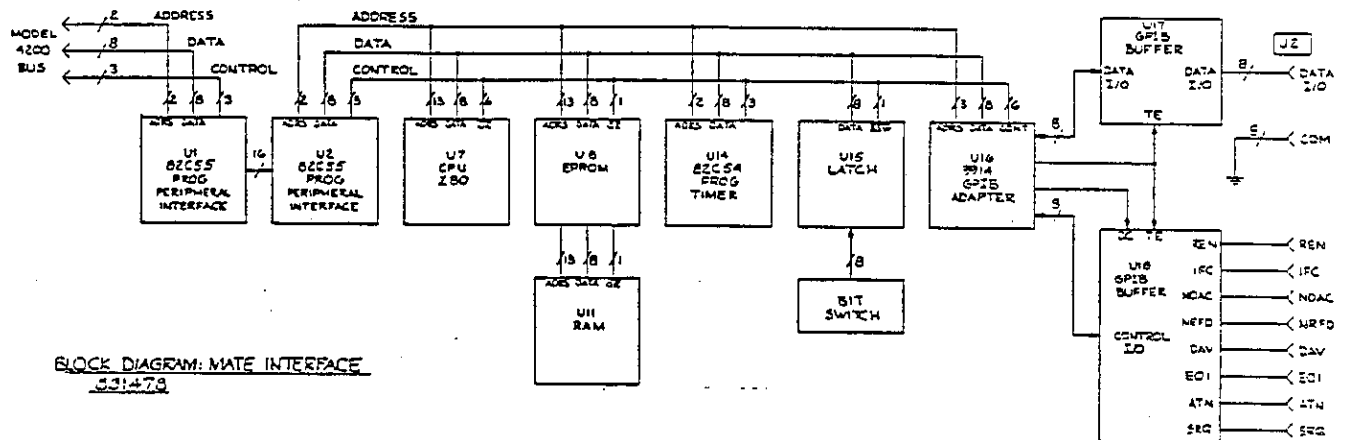 MODEL
4200
BUS
2
ADDRESS
8
DATA
3
CONTROL
ADDRESS
DATA
CONTROL
2 8 3
ADRS DATA
U1
82C55
PROG
PERIPHERAL
INTERFACE
16
2 8
ADRS DATA
U2
82C55
PROG
PERIPHERAL
INTERFACE
13 8
ADRS DATA
U7
CPU
Z80
13 8 1
ADRS DATA
U8
EPROM
13 8 1
ADRS DATA
U11
RAM
2 8 3
ADRS DATA
U14
82C54
PROG
TIMER
8 1
DATA
U15
LATCH
8
BIT
SWITCH
3 8 6
ADRS DATA CONT
U16
9914
GPIB
ADAPTER
8
U17
GPIB
BUFFER
DATA
I/O
DATA
I/O
TE
8
J2
DATA
I/O
COM
TE
U18
GPIB
BUFFER
CONTROL
I/O
REN REN
IFC IFC
NDAC NDAC
NRFD NRFD
DAV DAV
EOI EOI
ATN ATN
SRQ SRQ
BLOCK DIAGRAM: MATE INTERFACE